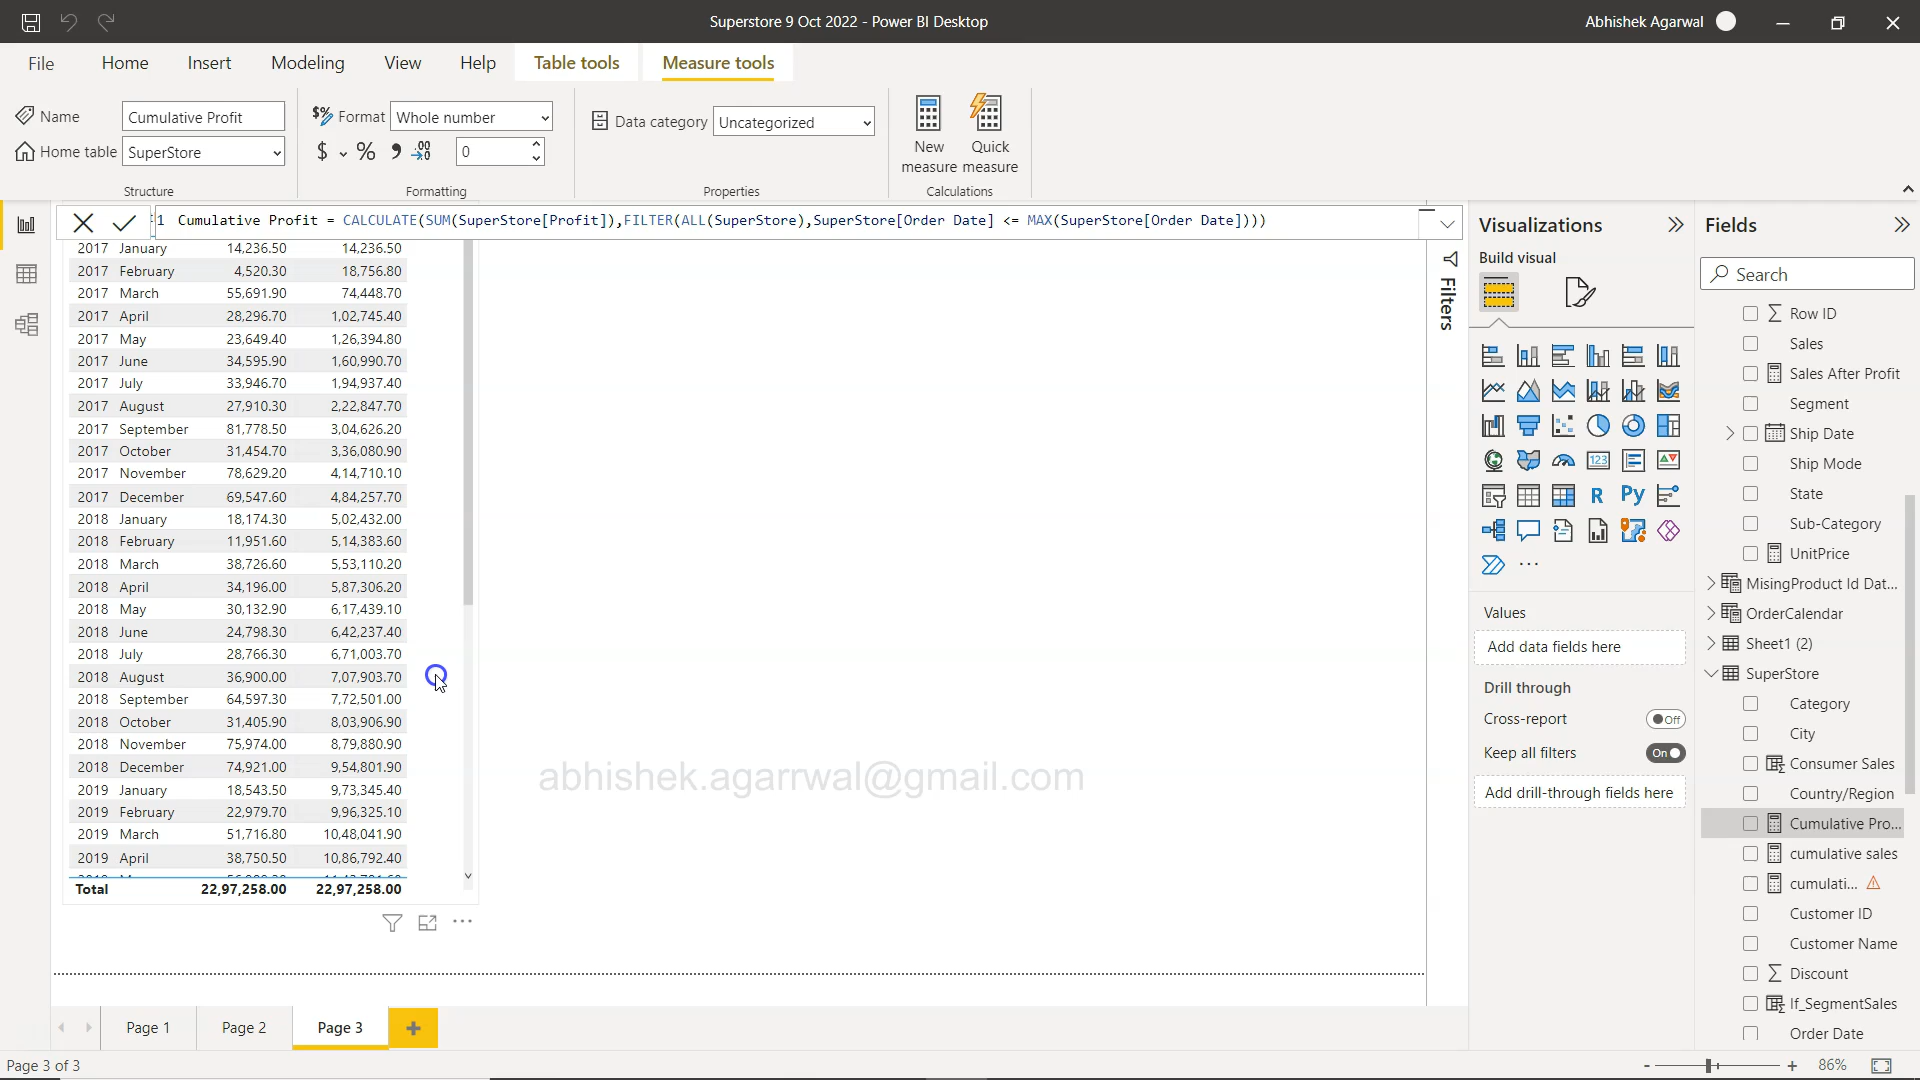 Superstore 9 Oct 2022 - Power BI Desktop
Abhishek Agarwal
File Home Insert Modeling View Help Table tools Measure tools
Name Cumulative Profit
Home table SuperStore
Structure
Format Whole number
$ % 0
Formatting
Data category Uncategorized
Properties
New measure
Quick measure
Calculations
1 Cumulative Profit = CALCULATE(SUM(SuperStore[Profit]),FILTER(ALL(SuperStore),SuperStore[Order Date] <= MAX(SuperStore[Order Date])))
2017 January 14,236.50 14,236.50
2017 February 4,520.30 18,756.80
2017 March 55,691.90 74,448.70
2017 April 28,296.70 1,02,745.40
2017 May 23,649.40 1,26,394.80
2017 June 34,595.90 1,60,990.70
2017 July 33,946.70 1,94,937.40
2017 August 27,910.30 2,22,847.70
2017 September 81,778.50 3,04,626.20
2017 October 31,454.70 3,36,080.90
2017 November 78,629.20 4,14,710.10
2017 December 69,547.60 4,84,257.70
2018 January 18,174.30 5,02,432.00
2018 February 11,951.60 5,14,383.60
2018 March 38,726.60 5,53,110.20
2018 April 34,196.00 5,87,306.20
2018 May 30,132.90 6,17,439.10
2018 June 24,798.30 6,42,237.40
2018 July 28,766.30 6,71,003.70
2018 August 36,900.00 7,07,903.70
2018 September 64,597.30 7,72,501.00
2018 October 31,405.90 8,03,906.90
2018 November 75,974.00 8,79,880.90
2018 December 74,921.00 9,54,801.90
2019 January 18,543.50 9,73,345.40
2019 February 22,979.70 9,96,325.10
2019 March 51,716.80 10,48,041.90
2019 April 38,750.50 10,86,792.40
Total 22,97,258.00 22,97,258.00
abhishek.agarrwal@gmail.com
Filters
Visualizations
Build visual
123
R
Py
Values
Add data fields here
Drill through
Cross-report Off
Keep all filters On
Add drill-through fields here
Fields
Search
Row ID
Sales
Sales After Profit
Segment
Ship Date
Ship Mode
State
Sub-Category
UnitPrice
MisingProduct Id Dat...
OrderCalendar
Sheet1 (2)
SuperStore
Category
City
Consumer Sales
Country/Region
Cumulative Pro...
cumulative sales
cumulati...
Customer ID
Customer Name
Discount
If_SegmentSales
Order Date
Page 1
Page 2
Page 3
Page 3 of 3
- + 86%